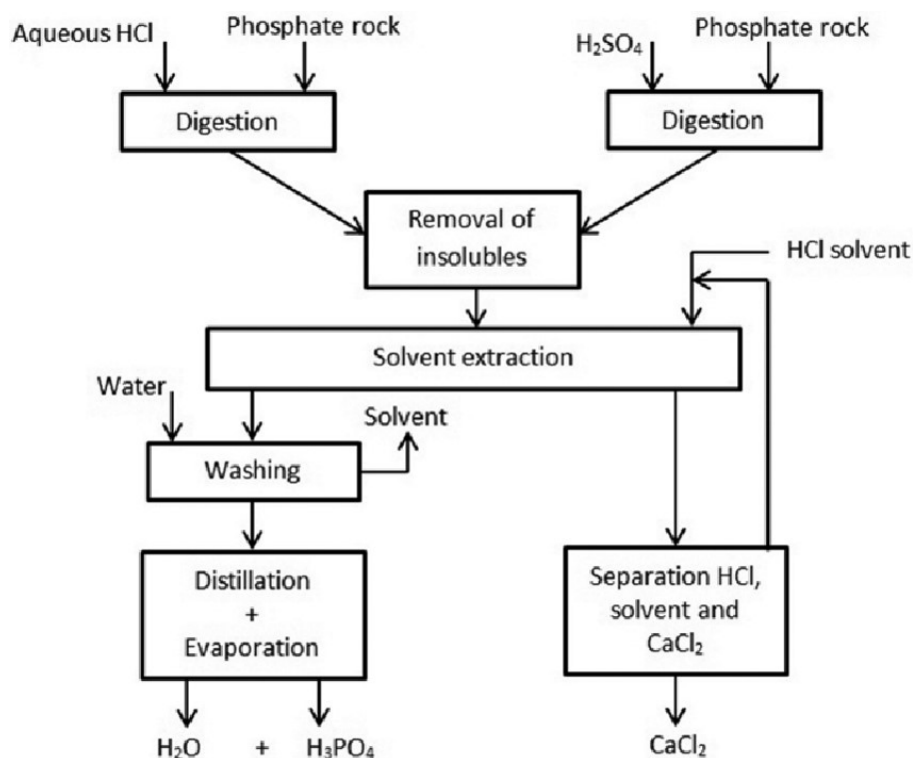 Aqueous HCl
Phosphate rock
H₂SO₄
Phosphate rock
Digestion
Digestion
Removal of
insolubles
HCl solvent
Solvent extraction
Water
Solvent
Washing
Distillation
+
Evaporation
Separation HCl,
solvent and
CaCl₂
H₂O + H₃PO₄
CaCl₂